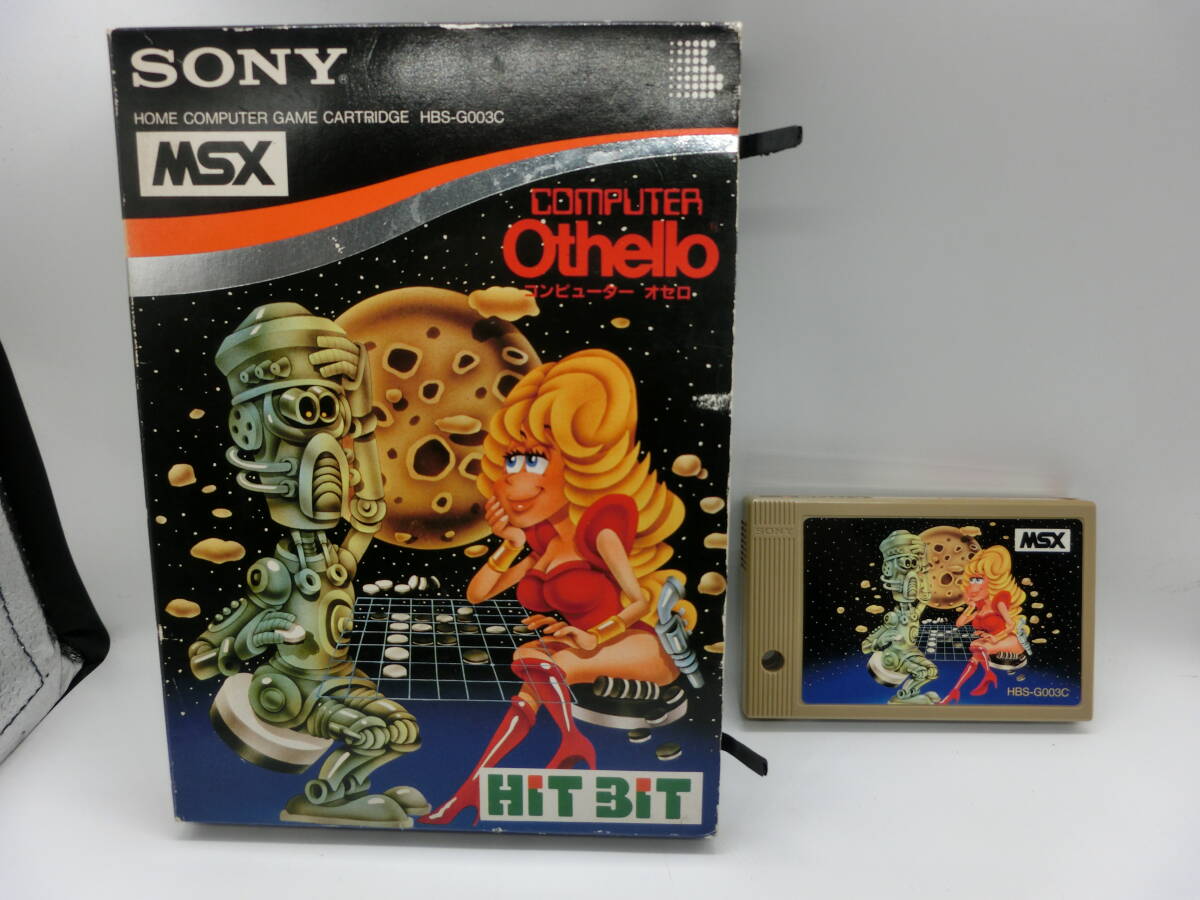 SONY®
HOME COMPUTER GAME CARTRIDGE HBS-G003C
MSX
COMPUTER
Othello
コンピューター オセロ
HiT BiT
SONY
MSX
HBS-G003C